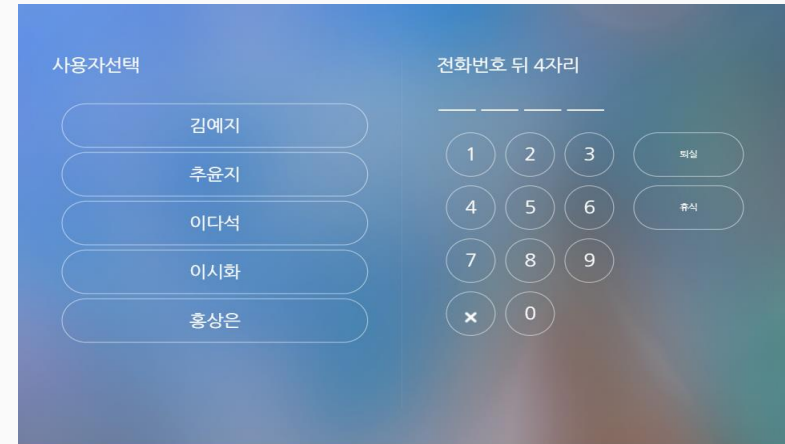 사용자선택
김예지
추윤지
이다석
이시화
홍상은
전화번호 뒤 4자리
1 2 3 퇴실
4 5 6 휴식
7 8 9
× 0